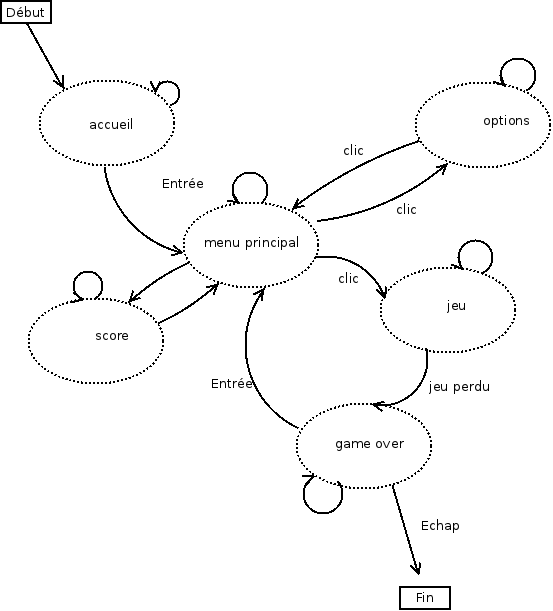 Début
accueil
options
clic
Entrée
clic
menu principal
clic
jeu
score
Entrée
jeu perdu
game over
Echap
Fin